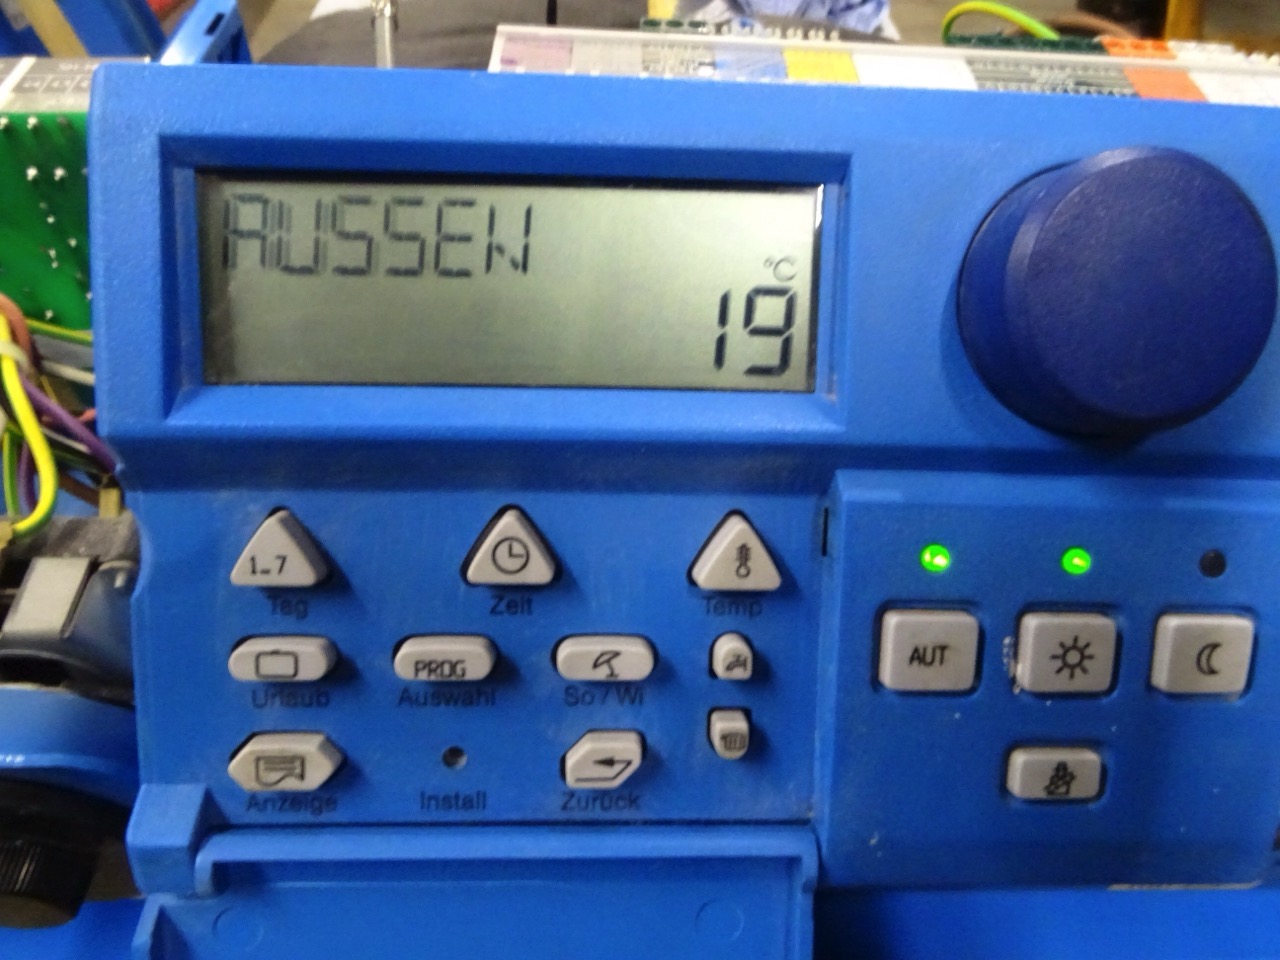 AUSSEN
°C
19
1-7
Tag
Zeit
Temp
AUT
PROG
Urlaub
Auswahl
So / Wi
Anzeige
Install
Zurück